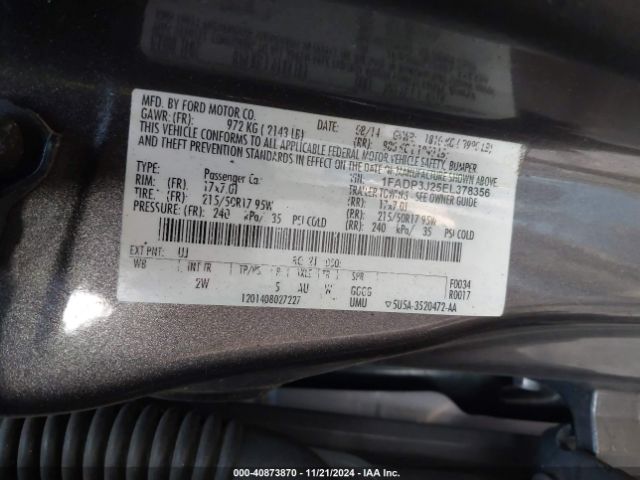 MFD. BY FORD MOTOR CO.
DATE: 08/14
GAWR: (FR): 972 KG ( 2143 LB)
THIS VEHICLE CONFORMS TO ALL APPLICABLE FEDERAL MOTOR VEHICLE SAFETY, BUMPER
AND THEFT PREVENTION STANDARDS IN EFFECT ON THE DATE OF MANUFACTURE SHOWN ABOVE.
VIN: 1FADP3J25EL378356
TYPE: Passenger Car
- SEE OWNER GUIDE
RIM: (FR): 17x7.0J (RR): 17x7.0J
TIRE: (FR): 215/50R17 95W (RR): 215/50R17 95W
PRESSURE: (FR) 240 kPa/ 35 PSI COLD (RR): 240 kPa/ 35 PSI COLD
EXT PNT: UJ
WB INT TR TP/PS R AXLE TR SPR F0034
2W 5 AU W GGGG R0017
1201408027227 UMU 5U5A-3520472-AA
000-40873870 • 11/21/2024 • IAA Inc.